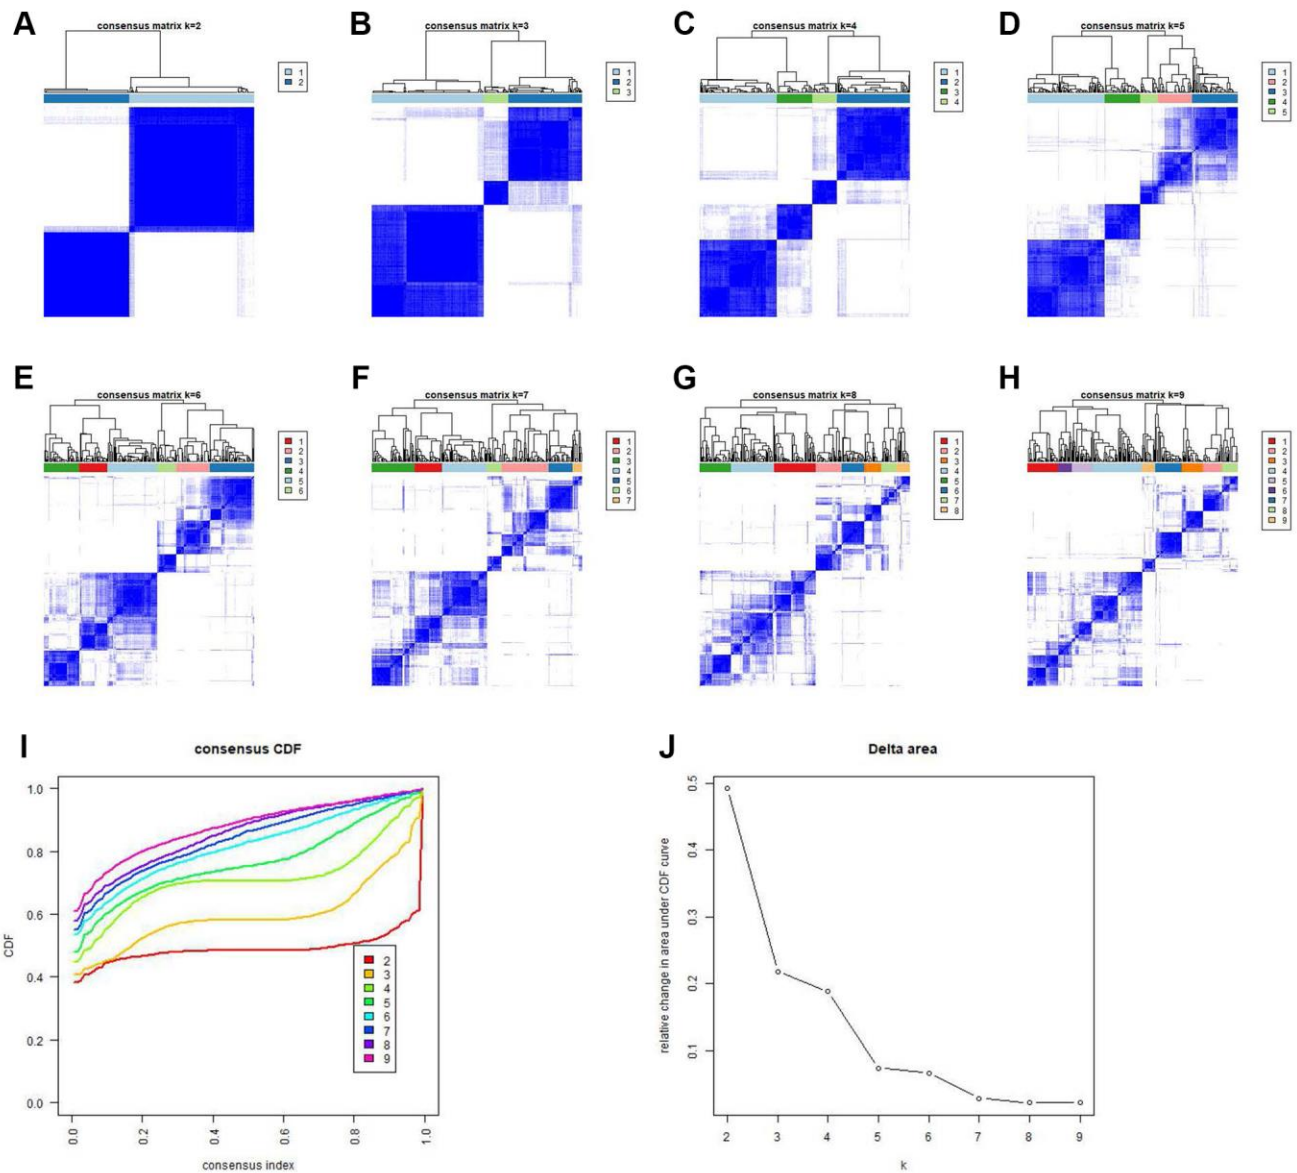 A
consensus matrix k=2
1
2
B
consensus matrix k=3
1
2
3
C
consensus matrix k=4
1
2
3
4
D
consensus matrix k=5
1
2
3
4
5
E
consensus matrix k=6
1
2
3
4
5
6
F
consensus matrix k=7
1
2
3
4
5
6
7
G
consensus matrix k=8
1
2
3
4
5
6
7
8
H
consensus matrix k=9
1
2
3
4
5
6
7
8
9
I
consensus CDF
CDF
1.0
0.8
0.6
0.4
0.2
0.0
2
3
4
5
6
7
8
9
0.0 0.2 0.4 0.6 0.8 1.0
consensus index
J
Delta area
relative change in area under CDF curve
0.5
0.4
0.3
0.2
0.1
2 3 4 5 6 7 8 9
k